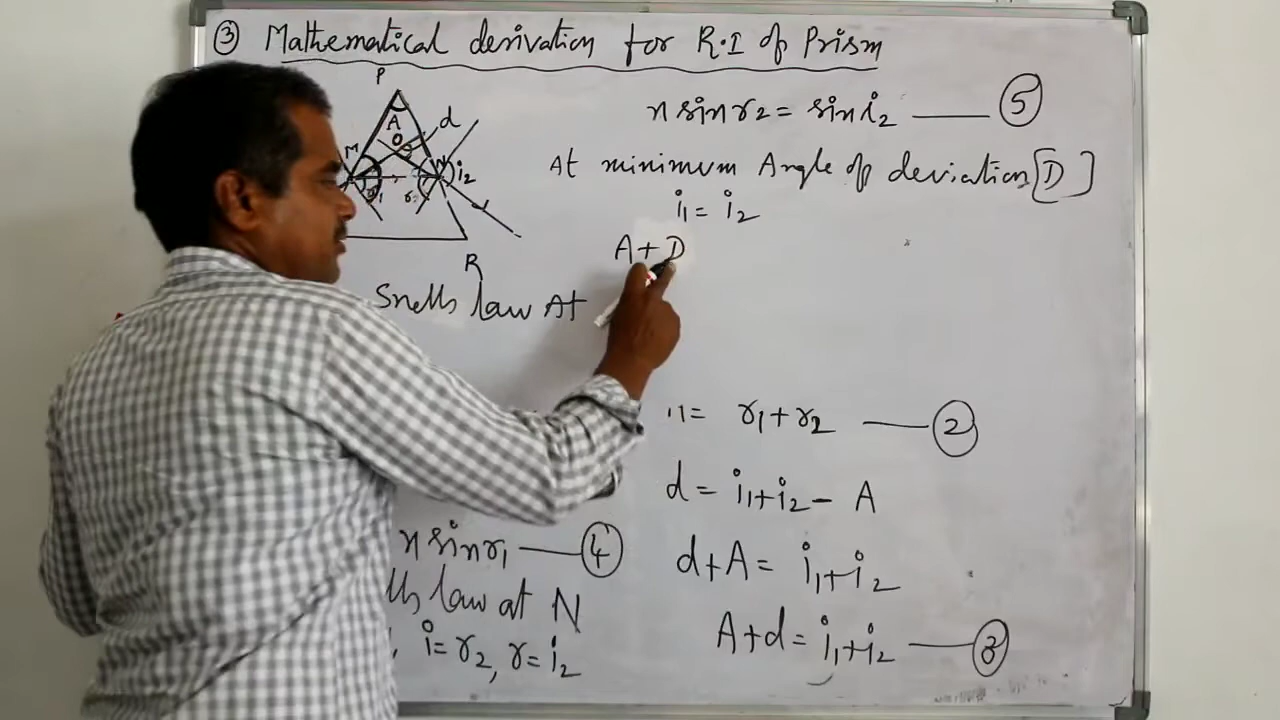 ③ Mathematical derivation for R.I of Prism
P
A
d
O
M
N
i₂
r₁
R
Snells law At
n sin r₁ —— ④
law at N
i = r₂, r = i₂
n sin r₂ = sin i₂ —— ⑤
At minimum Angle of deviation [D]
i₁ = i₂
A+D
= r₁+r₂ —— ②
d = i₁+i₂ - A
d+A = i₁+i₂
A+d = i₁+i₂ —— ③